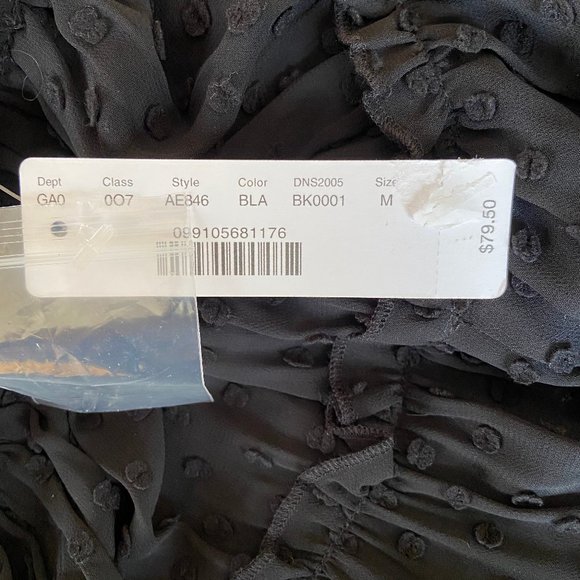 Dept Class Style Color DNS2005 Size
GA0 0O7 AE846 BLA BK0001 M
099105681176
$79.50